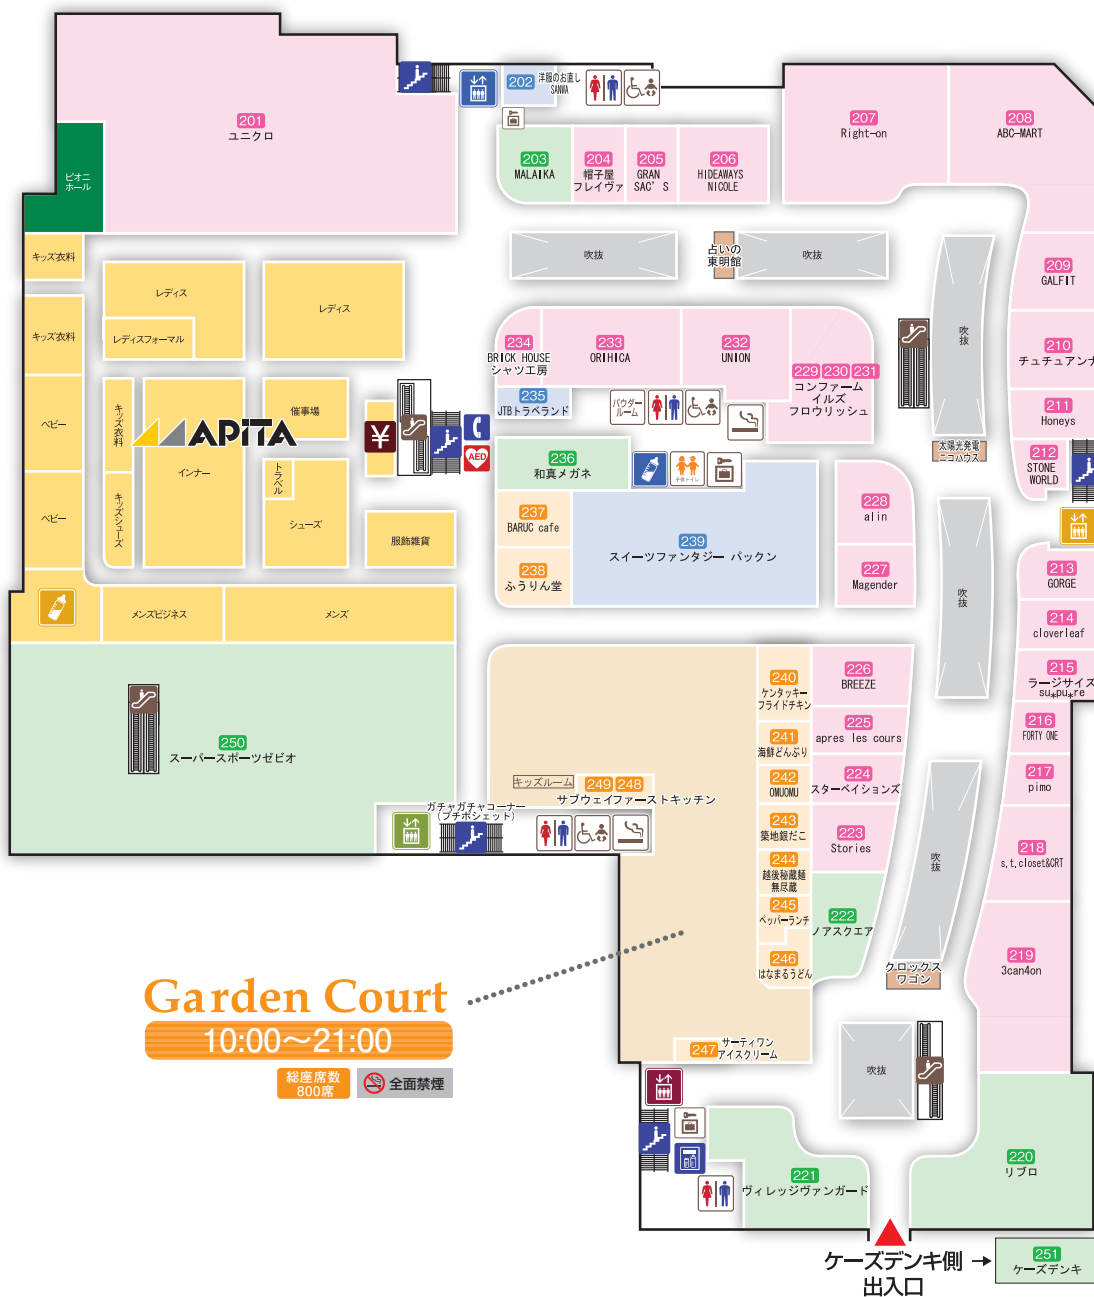 201
ユニクロ
ピオニ
ホール
202
洋服のお直し
SANWA
203
MALAIKA
204
帽子屋
フレイヴァ
205
GRAN
SAC'S
206
HIDEAWAYS
NICOLE
207
Right-on
208
ABC-MART
キッズ衣料
レディス
レディスフォーマル
レディス
吹抜
占いの
東明館
吹抜
吹抜
209
GALFIT
キッズ衣料
234
BRICK HOUSE
シャツ工房
233
ORIHICA
232
UNION
229 230 231
コンファーム
イルズ
フロウリッシュ
210
チュチュアンナ
235
JTBトラベランド
パウダー
ルーム
211
Honeys
ベビー
キッズ衣料
催事場
APiTA
インナー
¥
AED
太陽光発電
ニコハウス
212
STONE
WORLD
トラベル
236
和真メガネ
子供トイレ
ベビー
キッズシューズ
シューズ
服飾雑貨
237
BARUC cafe
238
ふうりん堂
239
スイーツファンタジー パックン
228
alin
227
Magender
吹抜
213
GORGE
214
cloverleaf
メンズビジネス
メンズ
215
ラージサイズ
su*pu*re
240
ケンタッキー
フライドチキン
226
BREEZE
216
FORTY ONE
241
海鮮どんぶり
225
apres les cours
250
スーパースポーツゼビオ
242
OMUOMU
224
スターベイションズ
217
pimo
キッズルーム
249 248
サブウェイファーストキッチン
ガチャガチャコーナー
(プチポシェット)
243
築地銀だこ
223
Stories
吹抜
218
s.t.closet&CRT
244
越後秘蔵麺
無尽蔵
245
ペッパーランチ
222
ノアスクエア
246
はなまるうどん
クロックス
ワゴン
219
3can4on
Garden Court
10:00～21:00
総座席数
800席
全面禁煙
247
サーティワン
アイスクリーム
吹抜
221
ヴィレッジヴァンガード
220
リブロ
ケーズデンキ側 →
出入口
251
ケーズデンキ